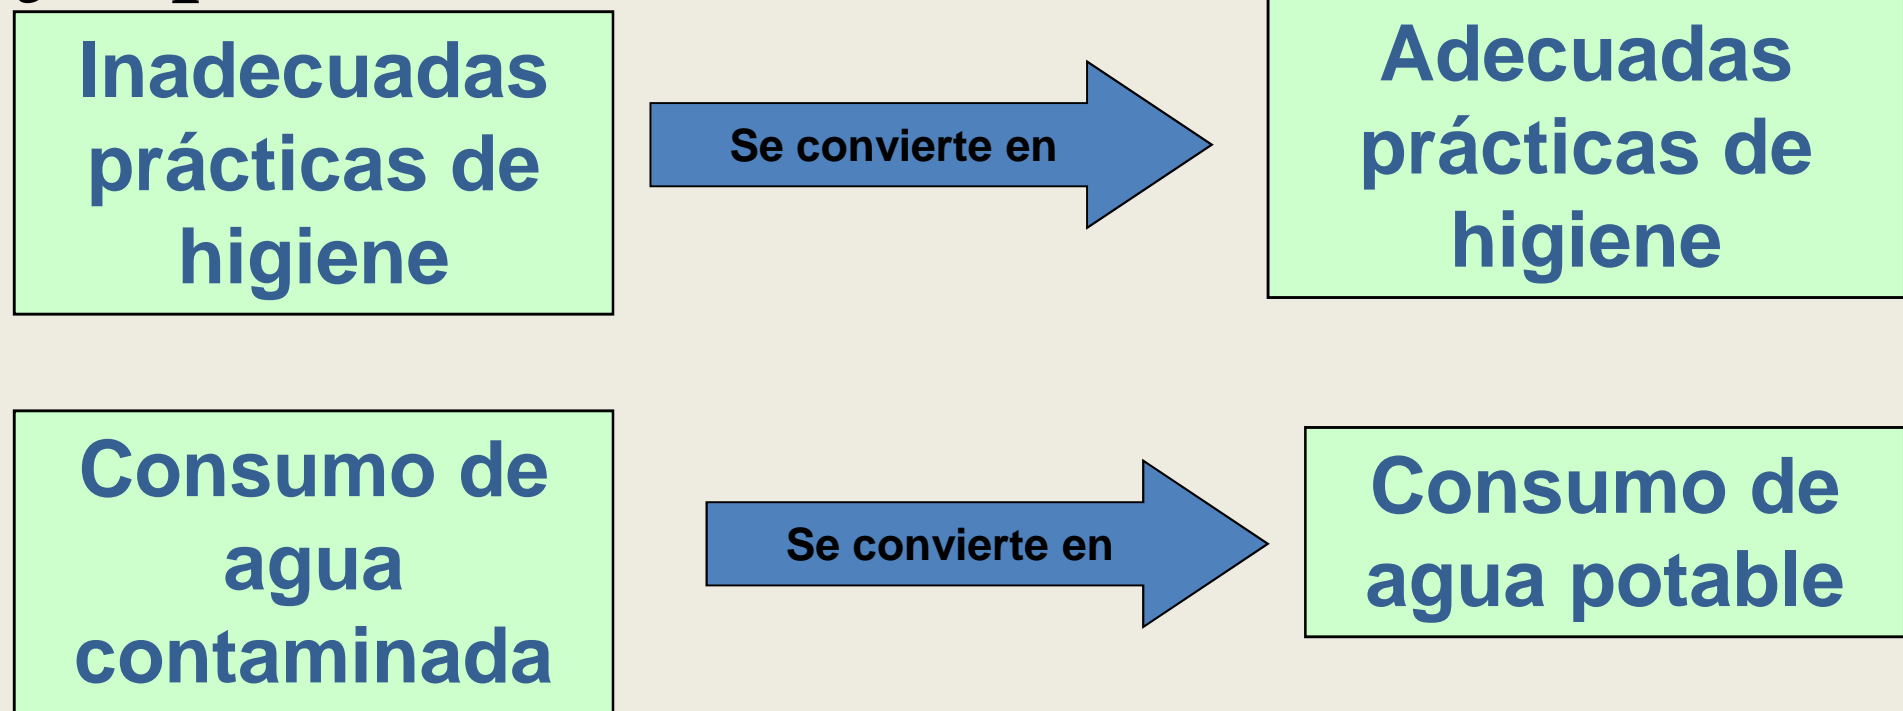 Inadecuadas
prácticas de
higiene
Se convierte en
Adecuadas
prácticas de
higiene
Consumo de
agua
contaminada
Se convierte en
Consumo de
agua potable